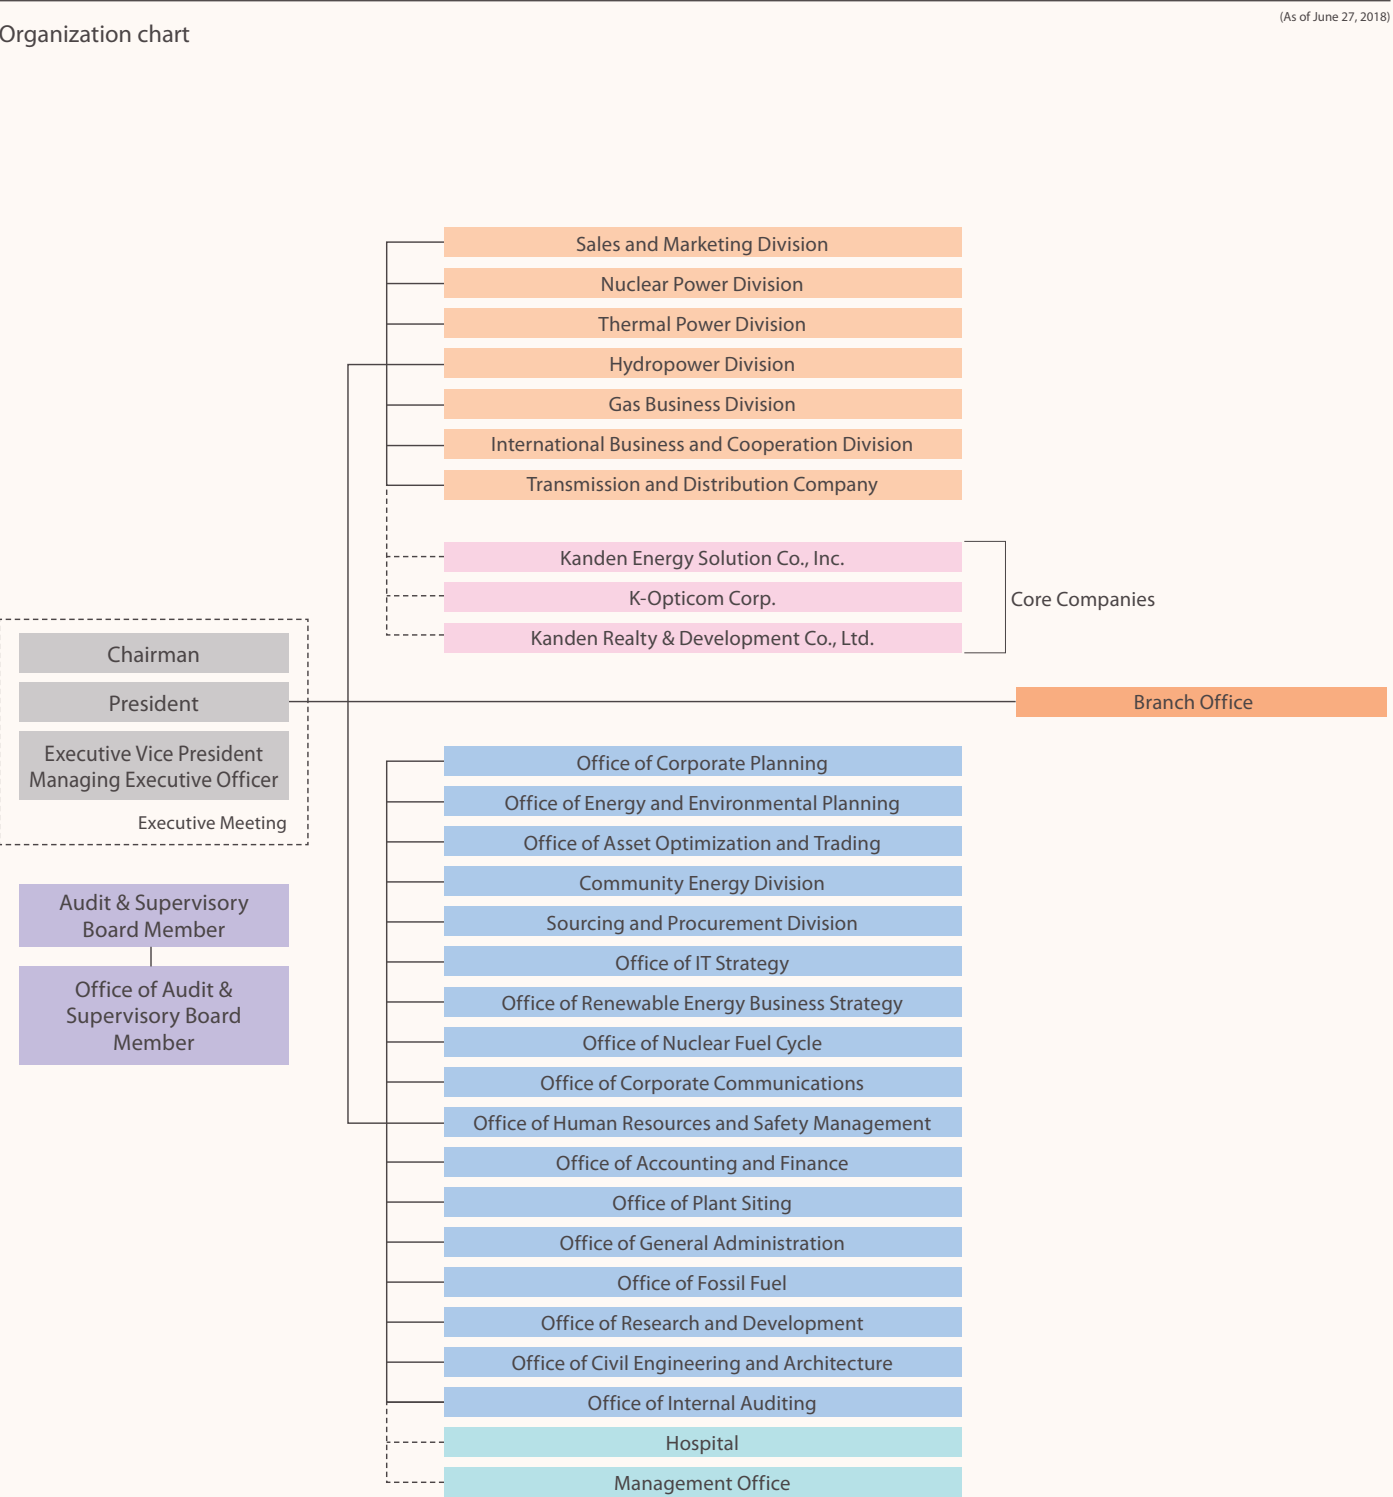 (As of June 27, 2018)
Organization chart
Sales and Marketing Division
Nuclear Power Division
Thermal Power Division
Hydropower Division
Gas Business Division
International Business and Cooperation Division
Transmission and Distribution Company
Kanden Energy Solution Co., Inc.
K-Opticom Corp.
Kanden Realty & Development Co., Ltd.
Core Companies
Chairman
President
Executive Vice President
Managing Executive Officer
Executive Meeting
Branch Office
Audit & Supervisory
Board Member
Office of Audit &
Supervisory Board
Member
Office of Corporate Planning
Office of Energy and Environmental Planning
Office of Asset Optimization and Trading
Community Energy Division
Sourcing and Procurement Division
Office of IT Strategy
Office of Renewable Energy Business Strategy
Office of Nuclear Fuel Cycle
Office of Corporate Communications
Office of Human Resources and Safety Management
Office of Accounting and Finance
Office of Plant Siting
Office of General Administration
Office of Fossil Fuel
Office of Research and Development
Office of Civil Engineering and Architecture
Office of Internal Auditing
Hospital
Management Office